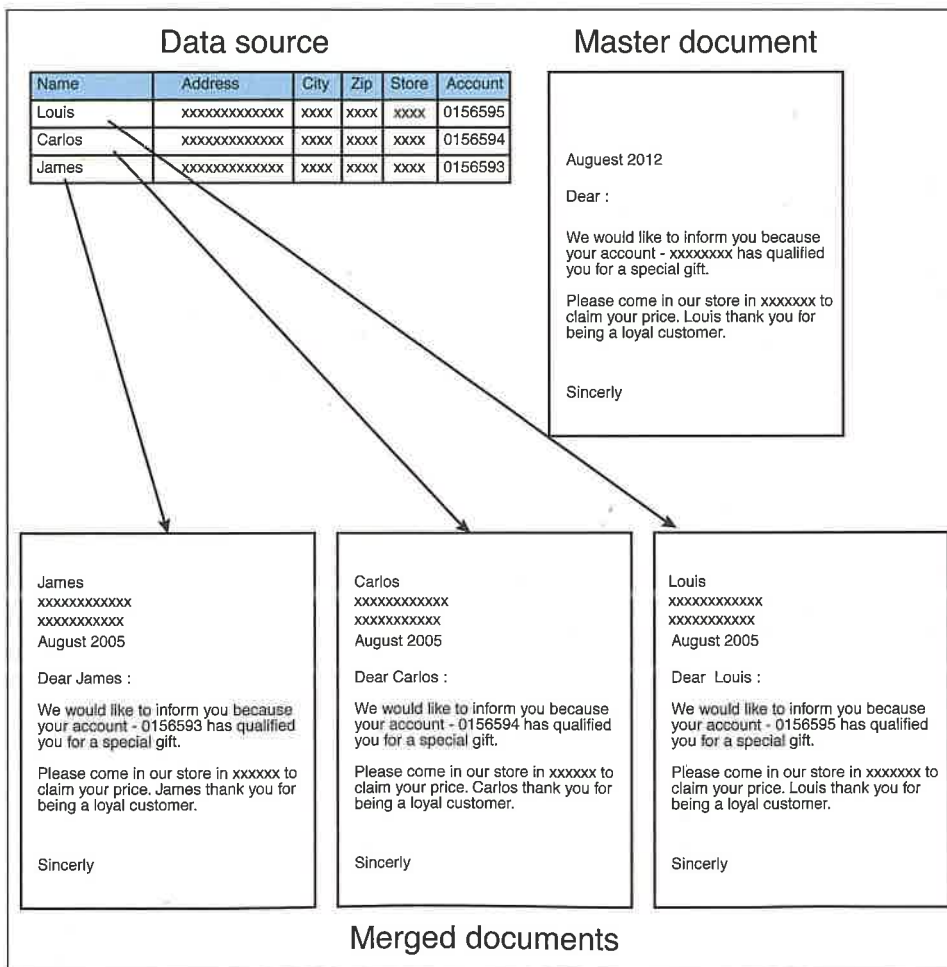 Data source
Master document
Name Address City Zip Store Account
Louis xxxxxxxxxxxxx xxxx xxxx xxxx 0156595
Carlos xxxxxxxxxxxxx xxxx xxxx xxxx 0156594
James xxxxxxxxxxxxx xxxx xxxx xxxx 0156593
Auguest 2012
Dear :
We would like to inform you because
your account - xxxxxxxx has qualified
you for a special gift.
Please come in our store in xxxxxxx to
claim your price. Louis thank you for
being a loyal customer.
Sincerly
James
xxxxxxxxxxxx
xxxxxxxxxxx
August 2005
Dear James :
We would like to inform you because
your account - 0156593 has qualified
you for a special gift.
Please come in our store in xxxxxx to
claim your price. James thank you for
being a loyal customer.
Sincerly
Carlos
xxxxxxxxxxxx
xxxxxxxxxxx
August 2005
Dear Carlos :
We would like to inform you because
your account - 0156594 has qualified
you for a special gift.
Please come in our store in xxxxxx to
claim your price. Carlos thank you for
being a loyal customer.
Sincerly
Louis
xxxxxxxxxxxx
xxxxxxxxxxx
August 2005
Dear Louis :
We would like to inform you because
your account - 0156595 has qualified
you for a special gift.
Please come in our store in xxxxxxx to
claim your price. Louis thank you for
being a loyal customer.
Sincerly
Merged documents